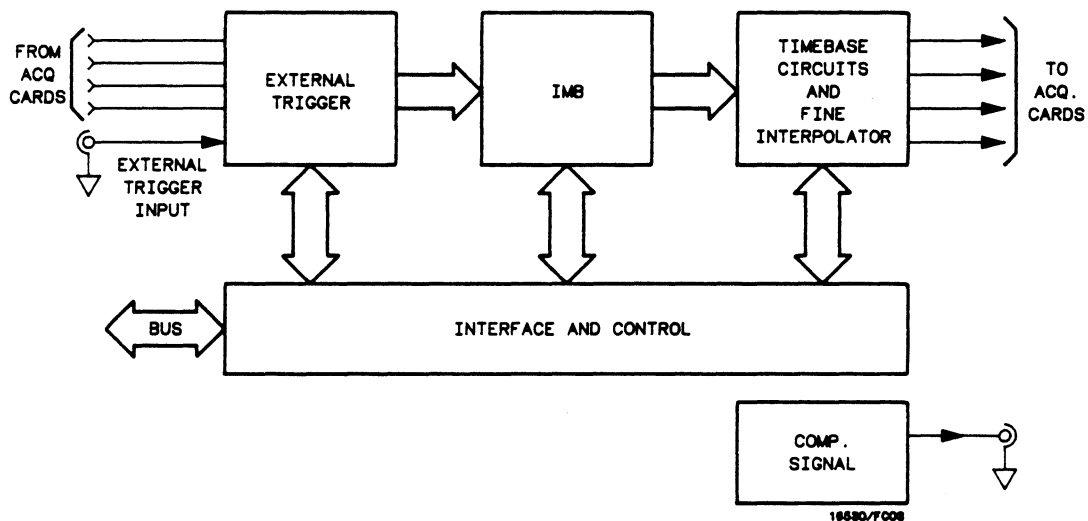 FROM
ACQ
CARDS
EXTERNAL
TRIGGER
INPUT
EXTERNAL
TRIGGER
IMB
TIMEBASE
CIRCUITS
AND
FINE
INTERPOLATOR
TO
ACQ.
CARDS
BUS
INTERFACE AND CONTROL
COMP.
SIGNAL